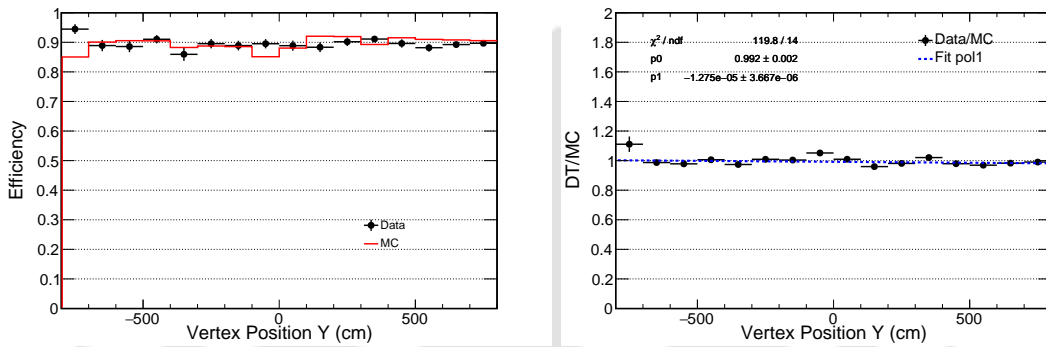 1
0.9
0.8
0.7
0.6
0.5
0.4
0.3
0.2
0.1
0
Efficiency
Data
MC
−500 0 500
Vertex Position Y (cm)
2
1.8
1.6
1.4
1.2
1
0.8
0.6
0.4
0.2
0
DT/MC
χ² / ndf 119.8 / 14
p0 0.992 ± 0.002
p1 −1.275e−05 ± 3.667e−06
Data/MC
Fit pol1
−500 0 500
Vertex Position Y (cm)